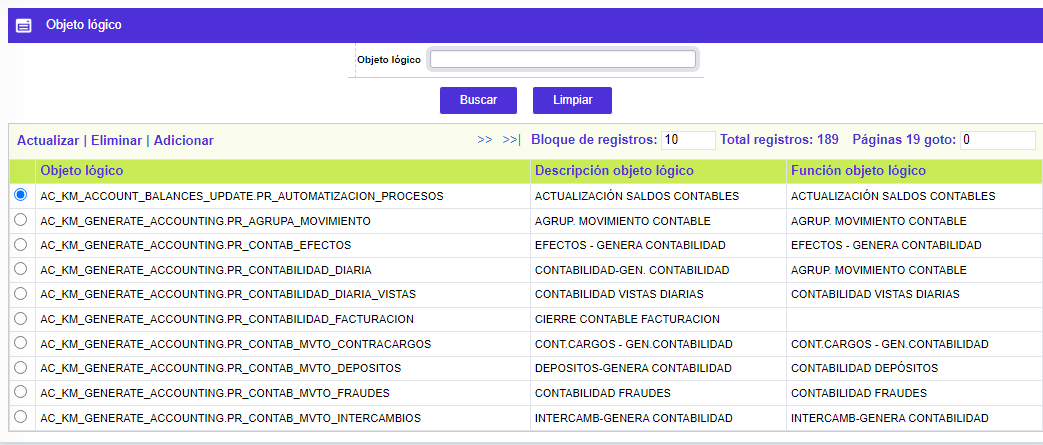 Objeto lógico
Objeto lógico
Buscar Limpiar
Actualizar | Eliminar | Adicionar >> >>| Bloque de registros: 10 Total registros: 189 Páginas 19 goto: 0
Objeto lógico Descripción objeto lógico Función objeto lógico
AC_KM_ACCOUNT_BALANCES_UPDATE.PR_AUTOMATIZACION_PROCESOS ACTUALIZACIÓN SALDOS CONTABLES ACTUALIZACIÓN SALDOS CONTABLES
AC_KM_GENERATE_ACCOUNTING.PR_AGRUPA_MOVIMIENTO AGRUP. MOVIMIENTO CONTABLE AGRUP. MOVIMIENTO CONTABLE
AC_KM_GENERATE_ACCOUNTING.PR_CONTAB_EFECTOS EFECTOS - GENERA CONTABILIDAD EFECTOS - GENERA CONTABILIDAD
AC_KM_GENERATE_ACCOUNTING.PR_CONTABILIDAD_DIARIA CONTABILIDAD-GEN. CONTABILIDAD AGRUP. MOVIMIENTO CONTABLE
AC_KM_GENERATE_ACCOUNTING.PR_CONTABILIDAD_DIARIA_VISTAS CONTABILIDAD VISTAS DIARIAS CONTABILIDAD VISTAS DIARIAS
AC_KM_GENERATE_ACCOUNTING.PR_CONTABILIDAD_FACTURACION CIERRE CONTABLE FACTURACION
AC_KM_GENERATE_ACCOUNTING.PR_CONTAB_MVTO_CONTRACARGOS CONT.CARGOS - GEN.CONTABILIDAD CONT.CARGOS - GEN.CONTABILIDAD
AC_KM_GENERATE_ACCOUNTING.PR_CONTAB_MVTO_DEPOSITOS DEPOSITOS-GENERA CONTABILIDAD CONTABILIDAD DEPÓSITOS
AC_KM_GENERATE_ACCOUNTING.PR_CONTAB_MVTO_FRAUDES CONTABILIDAD FRAUDES CONTABILIDAD FRAUDES
AC_KM_GENERATE_ACCOUNTING.PR_CONTAB_MVTO_INTERCAMBIOS INTERCAMB-GENERA CONTABILIDAD INTERCAMB-GENERA CONTABILIDAD